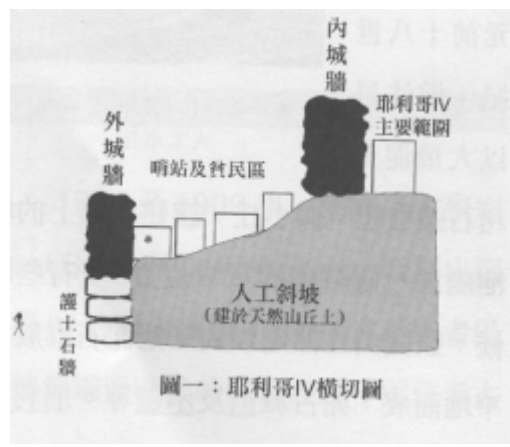 內城牆
耶利哥IV
主要範圍
外城牆
哨站及貧民區
*
護土石牆
人工斜坡
(建於天然山丘上)
圖一：耶利哥IV橫切圖